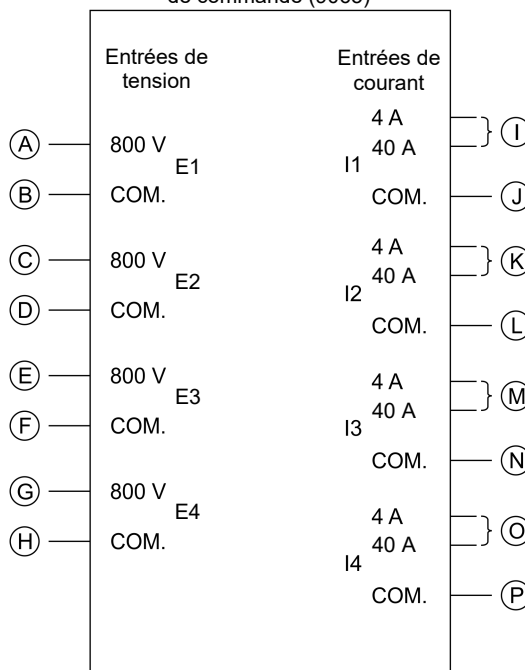 de commande (9063)
Entrées de
tension
Entrées de
courant
A
800 V
E1
B
COM.
C
800 V
E2
D
COM.
E
800 V
E3
F
COM.
G
800 V
E4
H
COM.
4 A
I
40 A
I1
COM.
J
4 A
K
40 A
I2
COM.
L
4 A
M
40 A
I3
COM.
N
4 A
O
40 A
I4
COM.
P